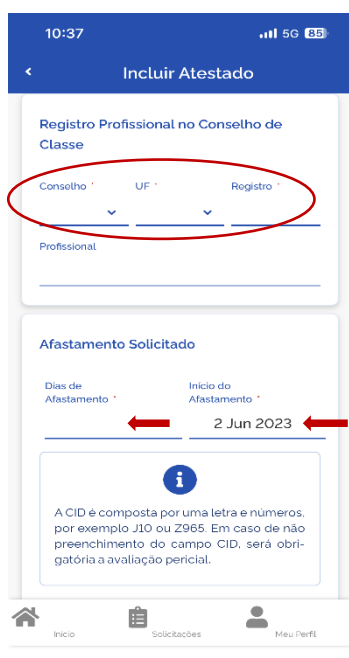 10:37 5G 85
Incluir Atestado
Registro Profissional no Conselho de
Classe
Conselho * UF * Registro *
Profissional
Afastamento Solicitado
Dias de Início do
Afastamento * Afastamento *
2 Jun 2023
A CID é composta por uma letra e números,
por exemplo J10 ou Z965. Em caso de não
preenchimento do campo CID, será obri-
gatória a avaliação pericial.
Inicio Solicitações Meu Perfil